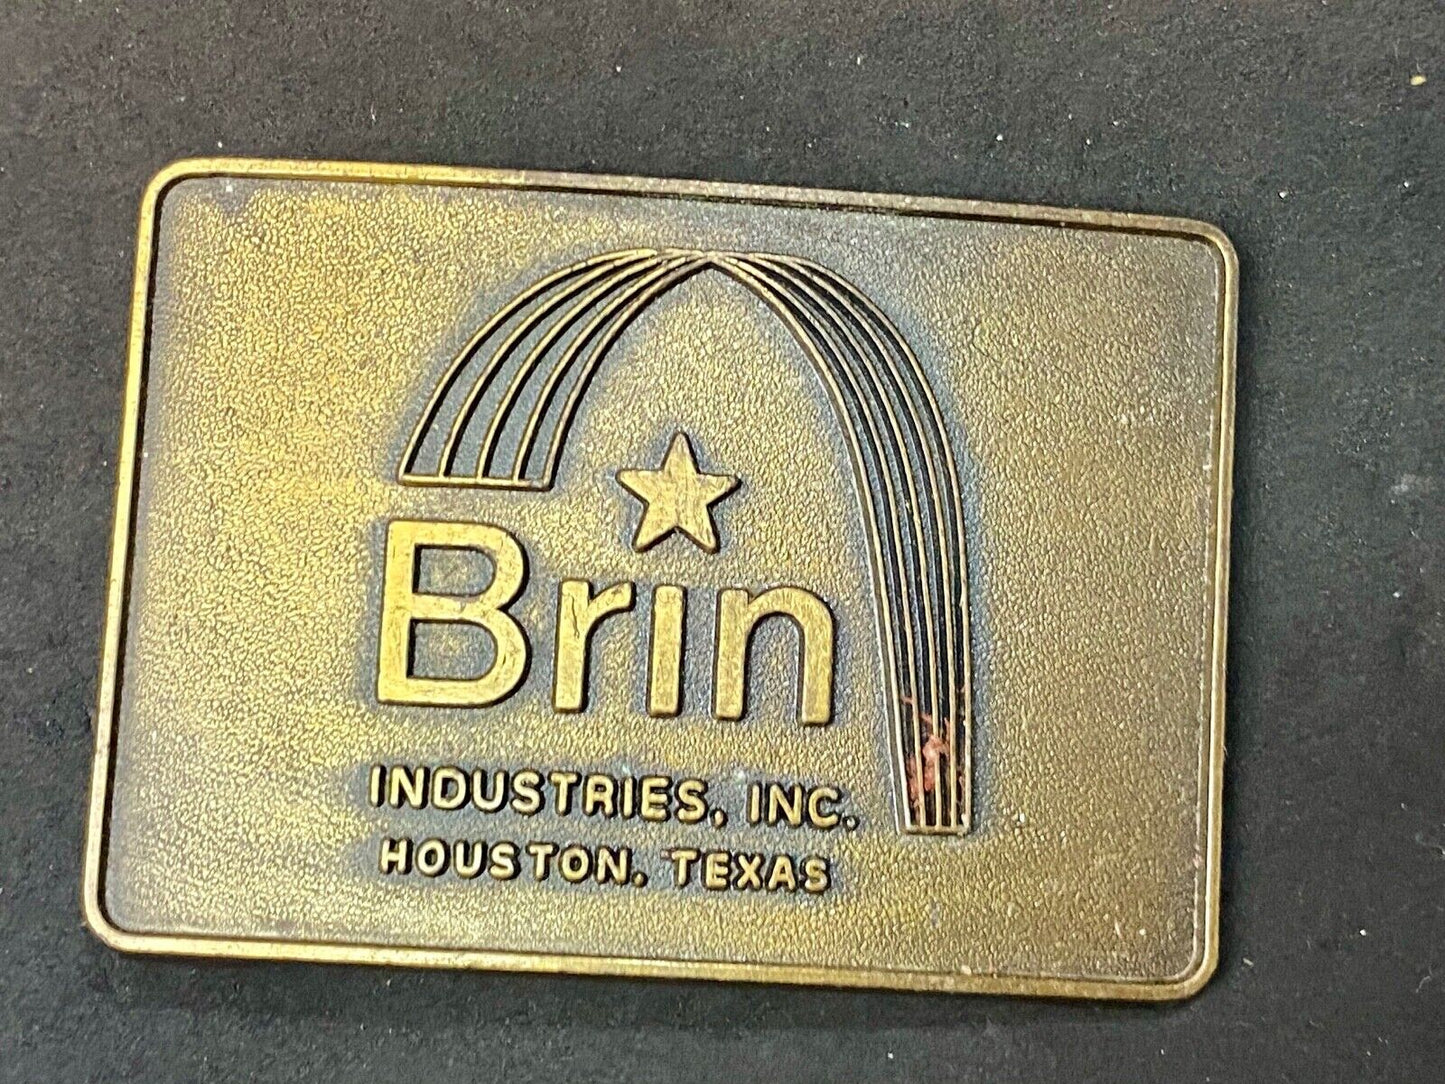 Brin
INDUSTRIES, INC.
HOUSTON, TEXAS